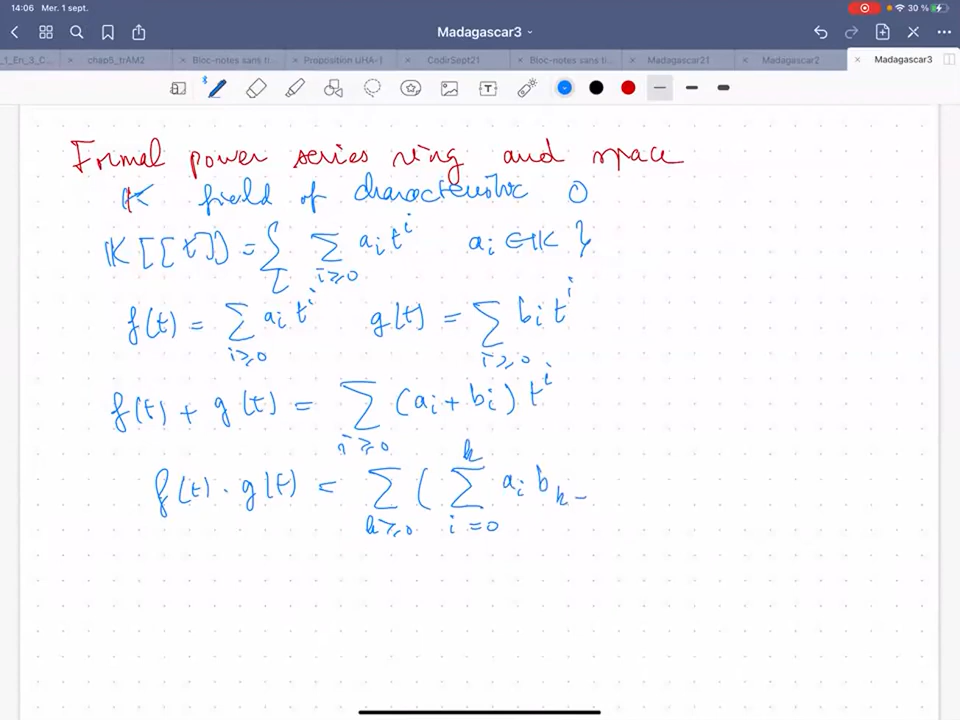 14:06 Mer. 1 sept. 30 %
Madagascar3
_1_En_3_C... chap5_trAM2 Bloc-notes sans ti... Proposition UHA-1 CodirSept21 Bloc-notes sans ti... Madagascar21 Madagascar2 Madagascar3
Formal power series ring and space
𝕂 field of characteristic 0
𝕂[[t]] = { ∑_{i≥0} a_i t^i a_i ∈ 𝕂 }
f(t) = ∑_{i≥0} a_i t^i g(t) = ∑_{i≥0} b_i t^i
f(t) + g(t) = ∑_{i≥0} (a_i + b_i) t^i
f(t) · g(t) = ∑_{k≥0} ( ∑_{i=0}^{k} a_i b_{k-